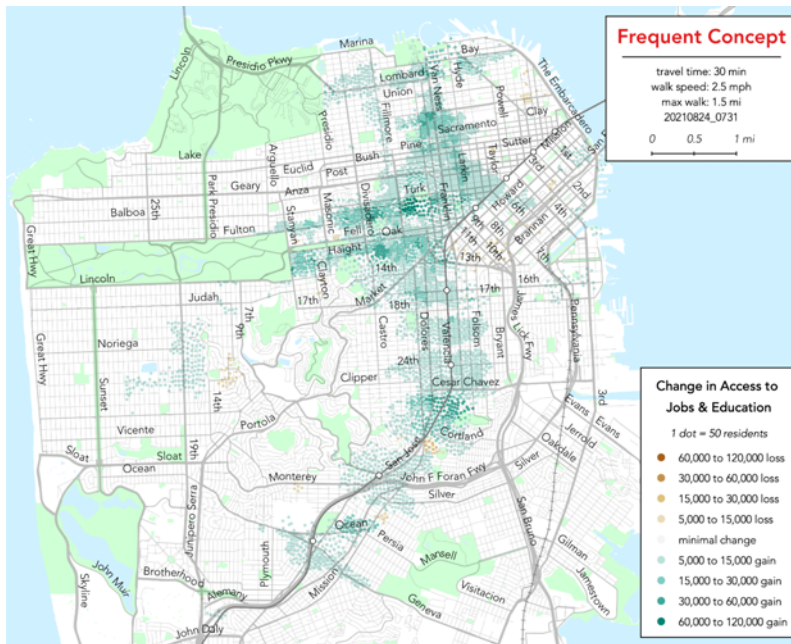 Frequent Concept
travel time: 30 min
walk speed: 2.5 mph
max walk: 1.5 mi
20210824_0731
0 0.5 1 mi
Marina
Presidio Pkwy
Lincoln
Bay
Lombard
Union
Van Ness
Hyde
Powell
The Embarcadero
Clay
Presidio
Fillmore
Sacramento
Pine
Sutter
Mission
1st
Lake
Arguello
Euclid
Bush
Post
Larkin
Taylor
3rd
Geary
Anza
Masonic
Divisadero
Turk
Franklin
Howard
2nd
25th
Park Presidio
Balboa
Fulton
Stanyan
Fell
Oak
9th
8th
6th
4th
Brannan
Great Hwy
Haight
11th
10th
7th
Lincoln
Clayton
14th
13th
16th
17th
Market
17th
Judah
7th
9th
18th
Castro
Dolores
Valencia
Folsom
Bryant
James Lick Fwy
Pennsylvania
Noriega
Great Hwy
Sunset
14th
24th
Clipper
Cesar Chavez
3rd
Portola
Vicente
19th
Cortland
Evans
Evans
Jerrold
Oakdale
Sloat
Sloat
Ocean
San Jose
Monterey
John F Foran Fwy
Silver
Silver
Junipero Serra
San Bruno
Ocean
Persia
Plymouth
Mansell
Gilman
Jamestown
Skyline
John Muir
Brotherhood
Alemany
Mission
Geneva
Visitacion
John Daly
Change in Access to
Jobs & Education
1 dot = 50 residents
60,000 to 120,000 loss
30,000 to 60,000 loss
15,000 to 30,000 loss
5,000 to 15,000 loss
minimal change
5,000 to 15,000 gain
15,000 to 30,000 gain
30,000 to 60,000 gain
60,000 to 120,000 gain